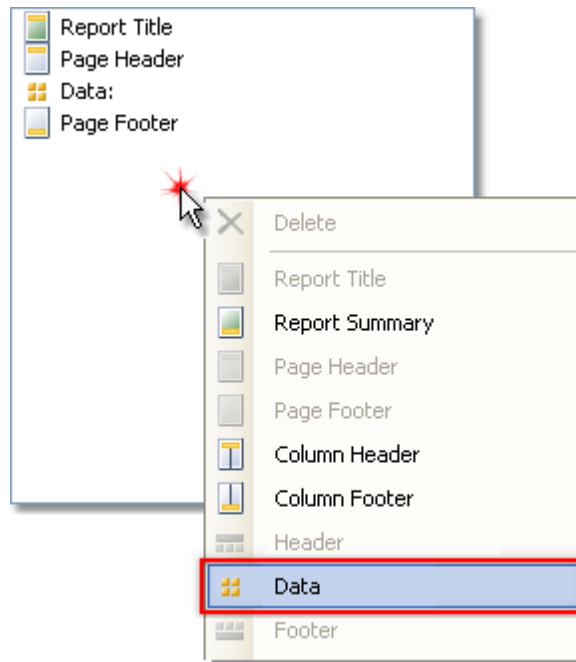 Report Title
Page Header
Data:
Page Footer
Delete
Report Title
Report Summary
Page Header
Page Footer
Column Header
Column Footer
Header
Data
Footer